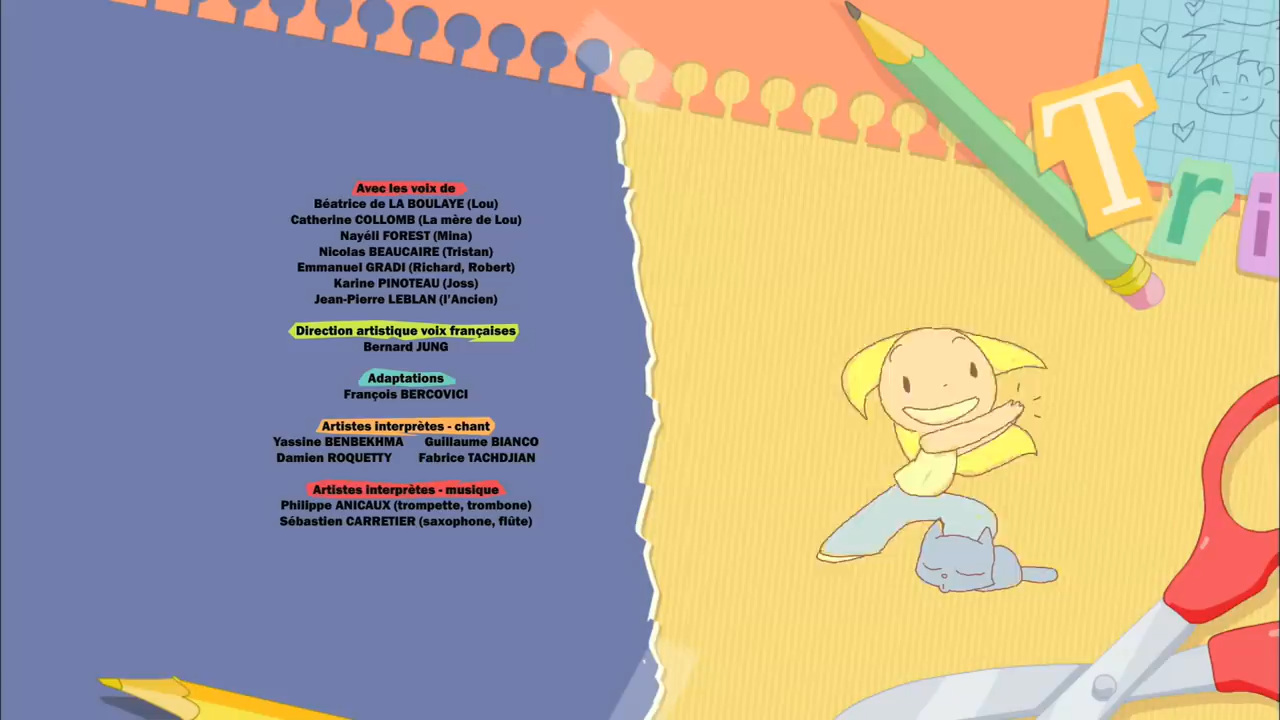 Avec les voix de
Béatrice de LA BOULAYE (Lou)
Catherine COLLOMB (La mère de Lou)
Nayéli FOREST (Mina)
Nicolas BEAUCAIRE (Tristan)
Emmanuel GRADI (Richard, Robert)
Karine PINOTEAU (Joss)
Jean-Pierre LEBLAN (l'Ancien)
Direction artistique voix françaises
Bernard JUNG
Adaptations
François BERCOVICI
Artistes interprètes - chant
Yassine BENBEKHMA Guillaume BIANCO
Damien ROQUETTY Fabrice TACHDJIAN
Artistes interprètes - musique
Philippe ANICAUX (trompette, trombone)
Sébastien CARRETIER (saxophone, flûte)
Tri